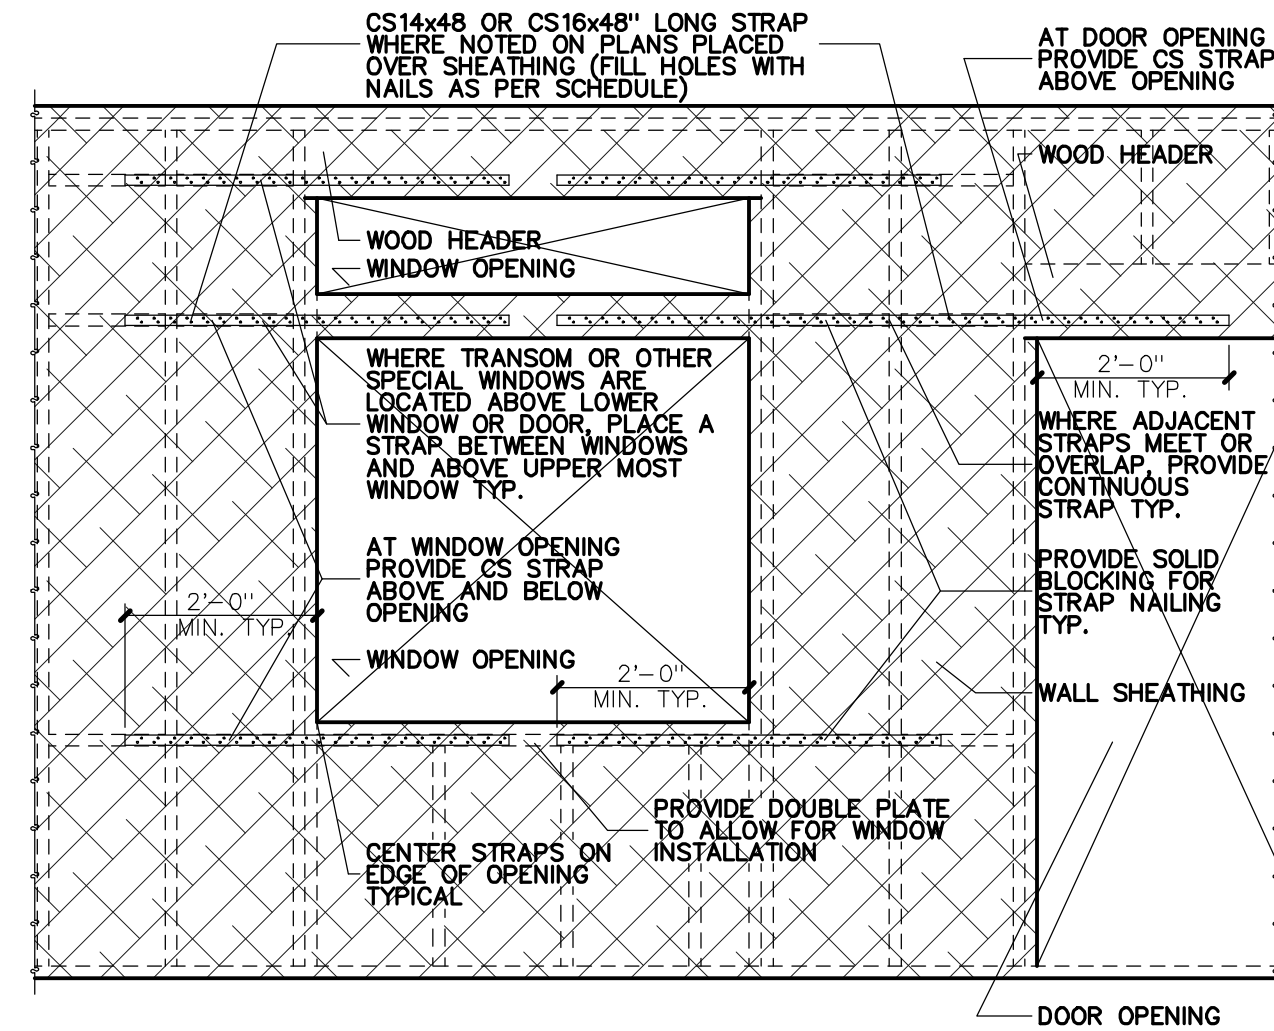 CS14x48 OR CS16x48" LONG STRAP
WHERE NOTED ON PLANS PLACED
OVER SHEATHING (FILL HOLES WITH
NAILS AS PER SCHEDULE)
AT DOOR OPENING
PROVIDE CS STRAP
ABOVE OPENING
WOOD HEADER
WOOD HEADER
WINDOW OPENING
WHERE TRANSOM OR OTHER
SPECIAL WINDOWS ARE
LOCATED ABOVE LOWER
WINDOW OR DOOR, PLACE A
STRAP BETWEEN WINDOWS
AND ABOVE UPPER MOST
WINDOW TYP.
2'-0"
MIN. TYP.
WHERE ADJACENT
STRAPS MEET OR
OVERLAP, PROVIDE
CONTINUOUS
STRAP TYP.
AT WINDOW OPENING
PROVIDE CS STRAP
ABOVE AND BELOW
OPENING
PROVIDE SOLID
BLOCKING FOR
STRAP NAILING
TYP.
2'-0"
MIN. TYP.
WINDOW OPENING
2'-0"
MIN. TYP.
WALL SHEATHING
PROVIDE DOUBLE PLATE
TO ALLOW FOR WINDOW
INSTALLATION
CENTER STRAPS ON
EDGE OF OPENING
TYPICAL
DOOR OPENING